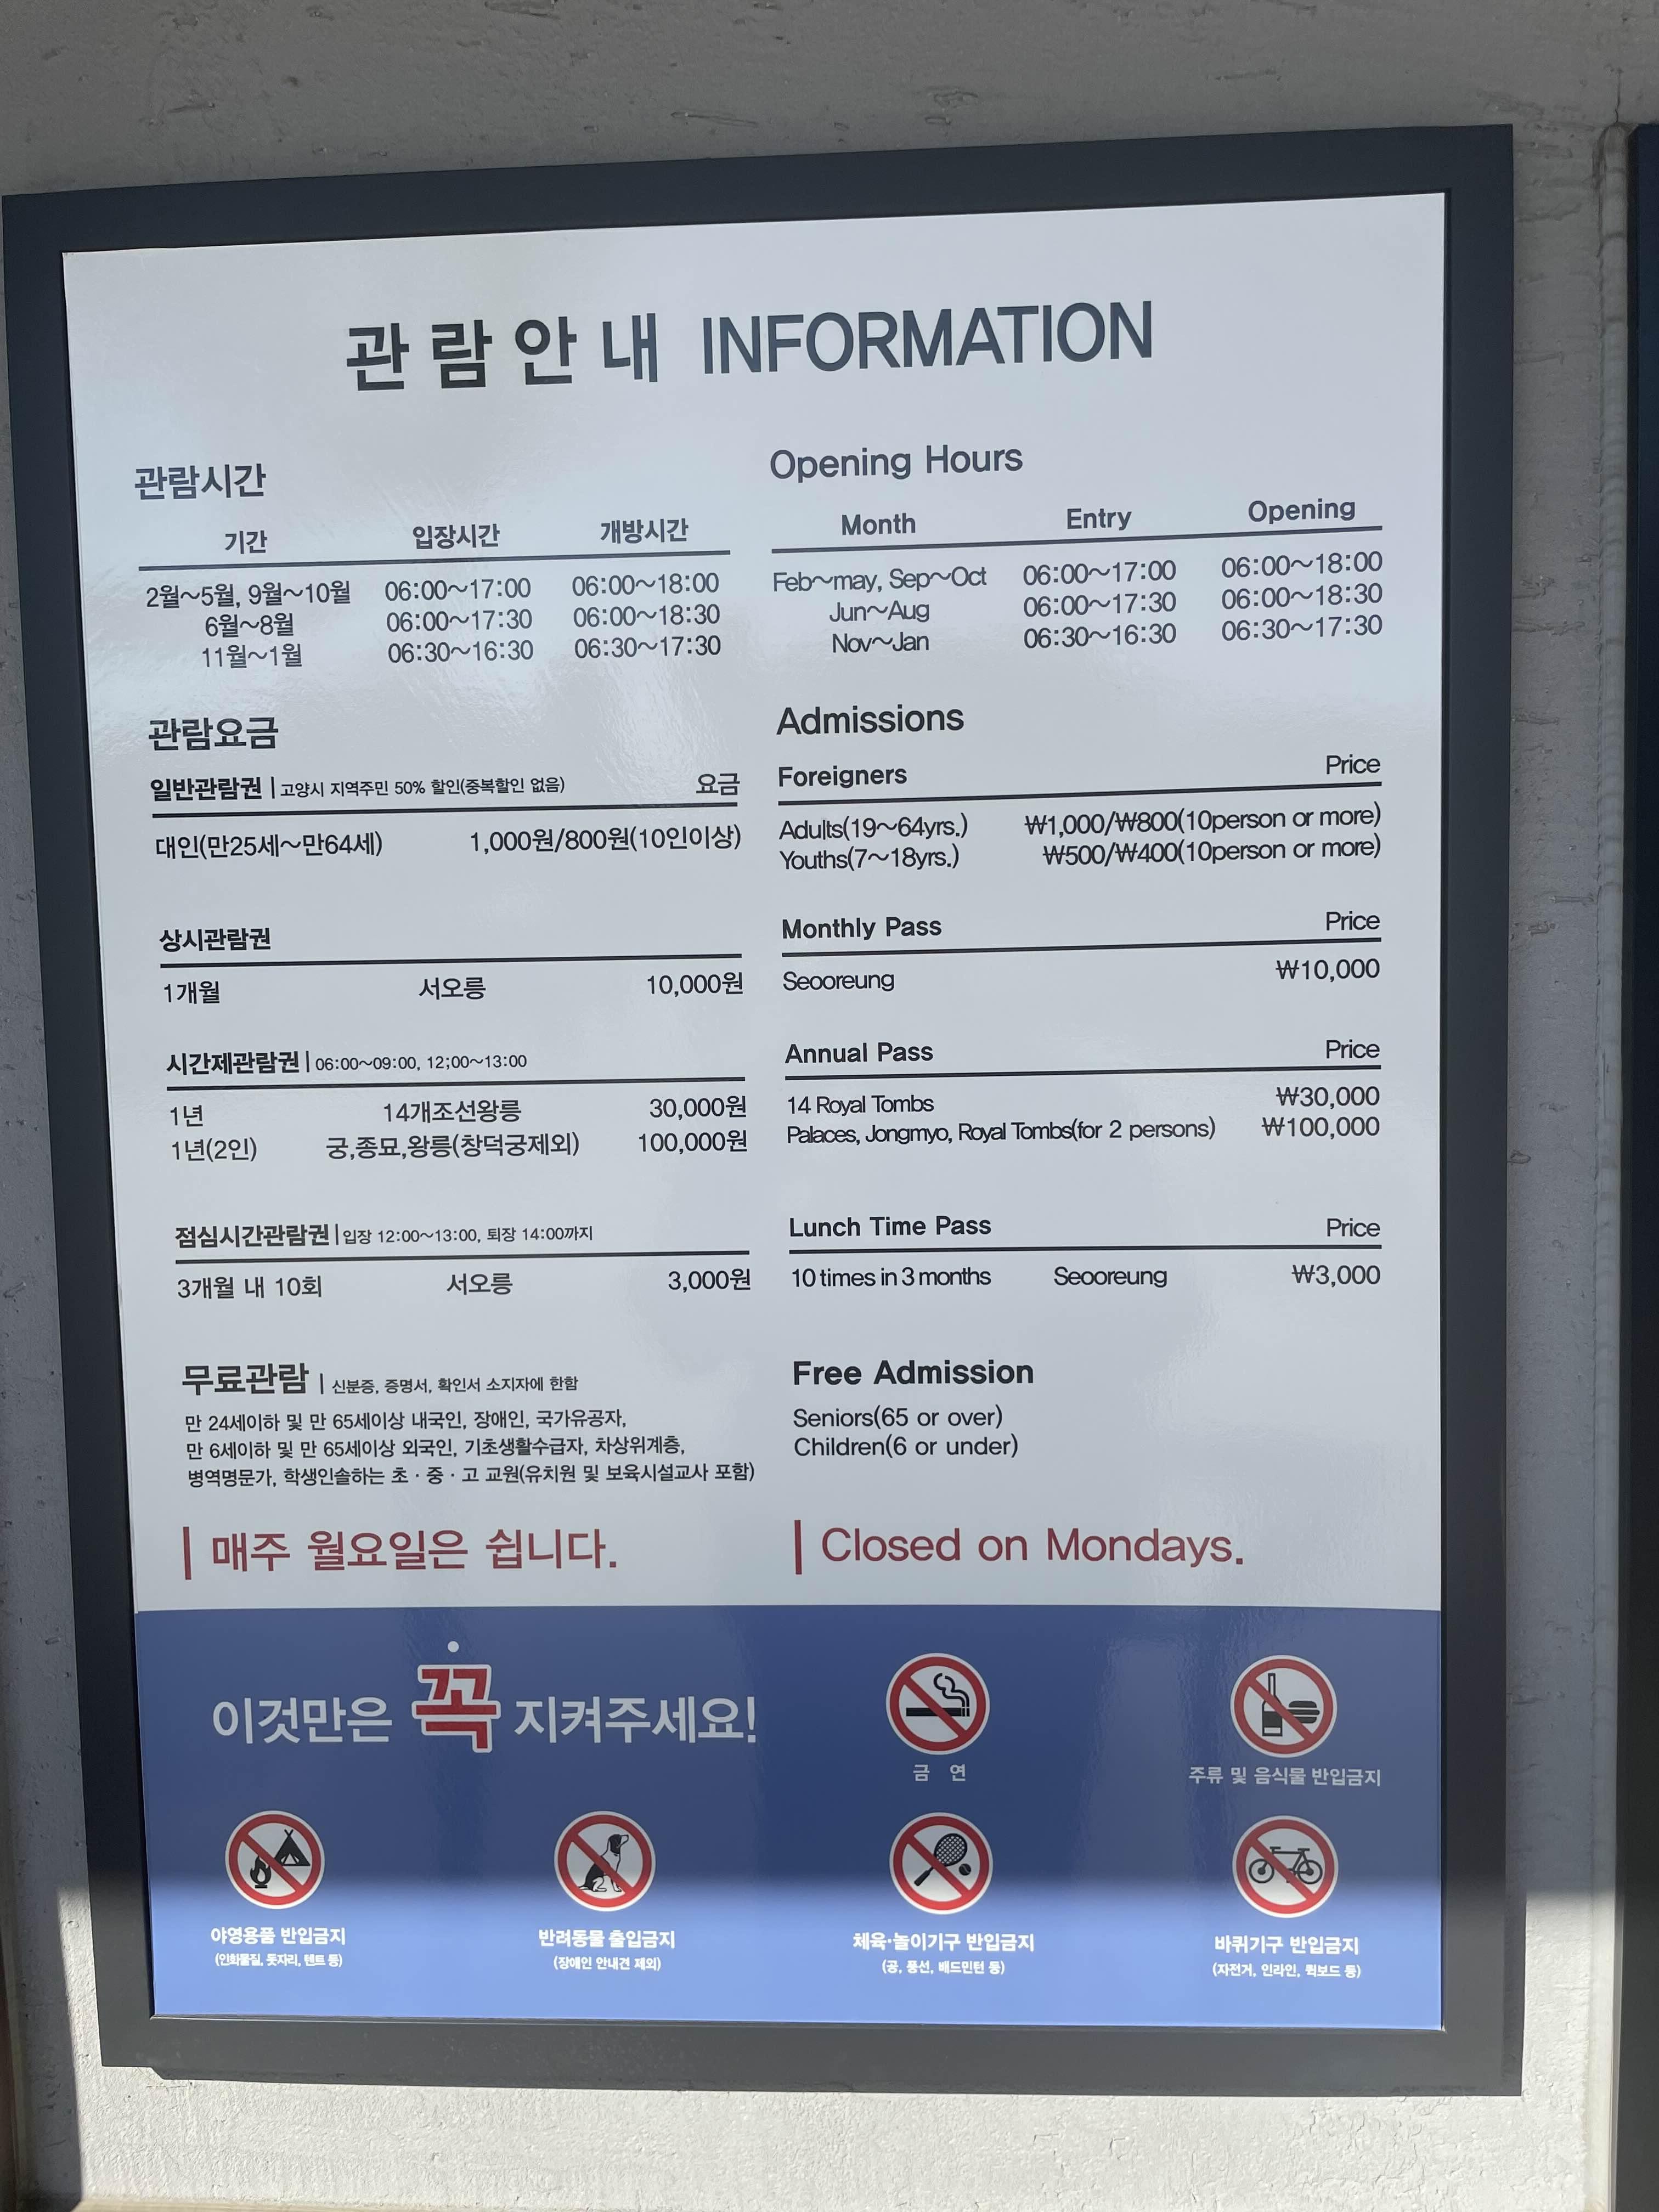 관람안내 INFORMATION
관람시간
기간 입장시간 개방시간
2월~5월, 9월~10월 06:00~17:00 06:00~18:00
6월~8월 06:00~17:30 06:00~18:30
11월~1월 06:30~16:30 06:30~17:30
Opening Hours
Month Entry Opening
Feb~may, Sep~Oct 06:00~17:00 06:00~18:00
Jun~Aug 06:00~17:30 06:00~18:30
Nov~Jan 06:30~16:30 06:30~17:30
관람요금
일반관람권 | 고양시 지역주민 50% 할인(중복할인 없음) 요금
대인(만25세~만64세) 1,000원/800원(10인이상)
상시관람권
1개월 서오릉 10,000원
시간제관람권 | 06:00~09:00, 12;00~13:00
1년 14개조선왕릉 30,000원
1년(2인) 궁,종묘,왕릉(창덕궁제외) 100,000원
점심시간관람권 | 입장 12:00~13:00, 퇴장 14:00까지
3개월 내 10회 서오릉 3,000원
Admissions
Foreigners Price
Adults(19~64yrs.) ₩1,000/₩800(10person or more)
Youths(7~18yrs.) ₩500/₩400(10person or more)
Monthly Pass Price
Seooreung ₩10,000
Annual Pass Price
14 Royal Tombs ₩30,000
Palaces, Jongmyo, Royal Tombs(for 2 persons) ₩100,000
Lunch Time Pass Price
10 times in 3 months Seooreung ₩3,000
무료관람 | 신분증, 증명서, 확인서 소지자에 한함
만 24세이하 및 만 65세이상 내국인, 장애인, 국가유공자,
만 6세이하 및 만 65세이상 외국인, 기초생활수급자, 차상위계층,
병역명문가, 학생인솔하는 초 · 중 · 고 교원(유치원 및 보육시설교사 포함)
Free Admission
Seniors(65 or over)
Children(6 or under)
매주 월요일은 쉽니다.
Closed on Mondays.
이것만은 꼭 지켜주세요!
금 연
주류 및 음식물 반입금지
야영용품 반입금지
(인화물질, 돗자리, 텐트 등)
반려동물 출입금지
(장애인 안내견 제외)
체육·놀이기구 반입금지
(공, 풍선, 배드민턴 등)
바퀴기구 반입금지
(자전거, 인라인, 퀵보드 등)